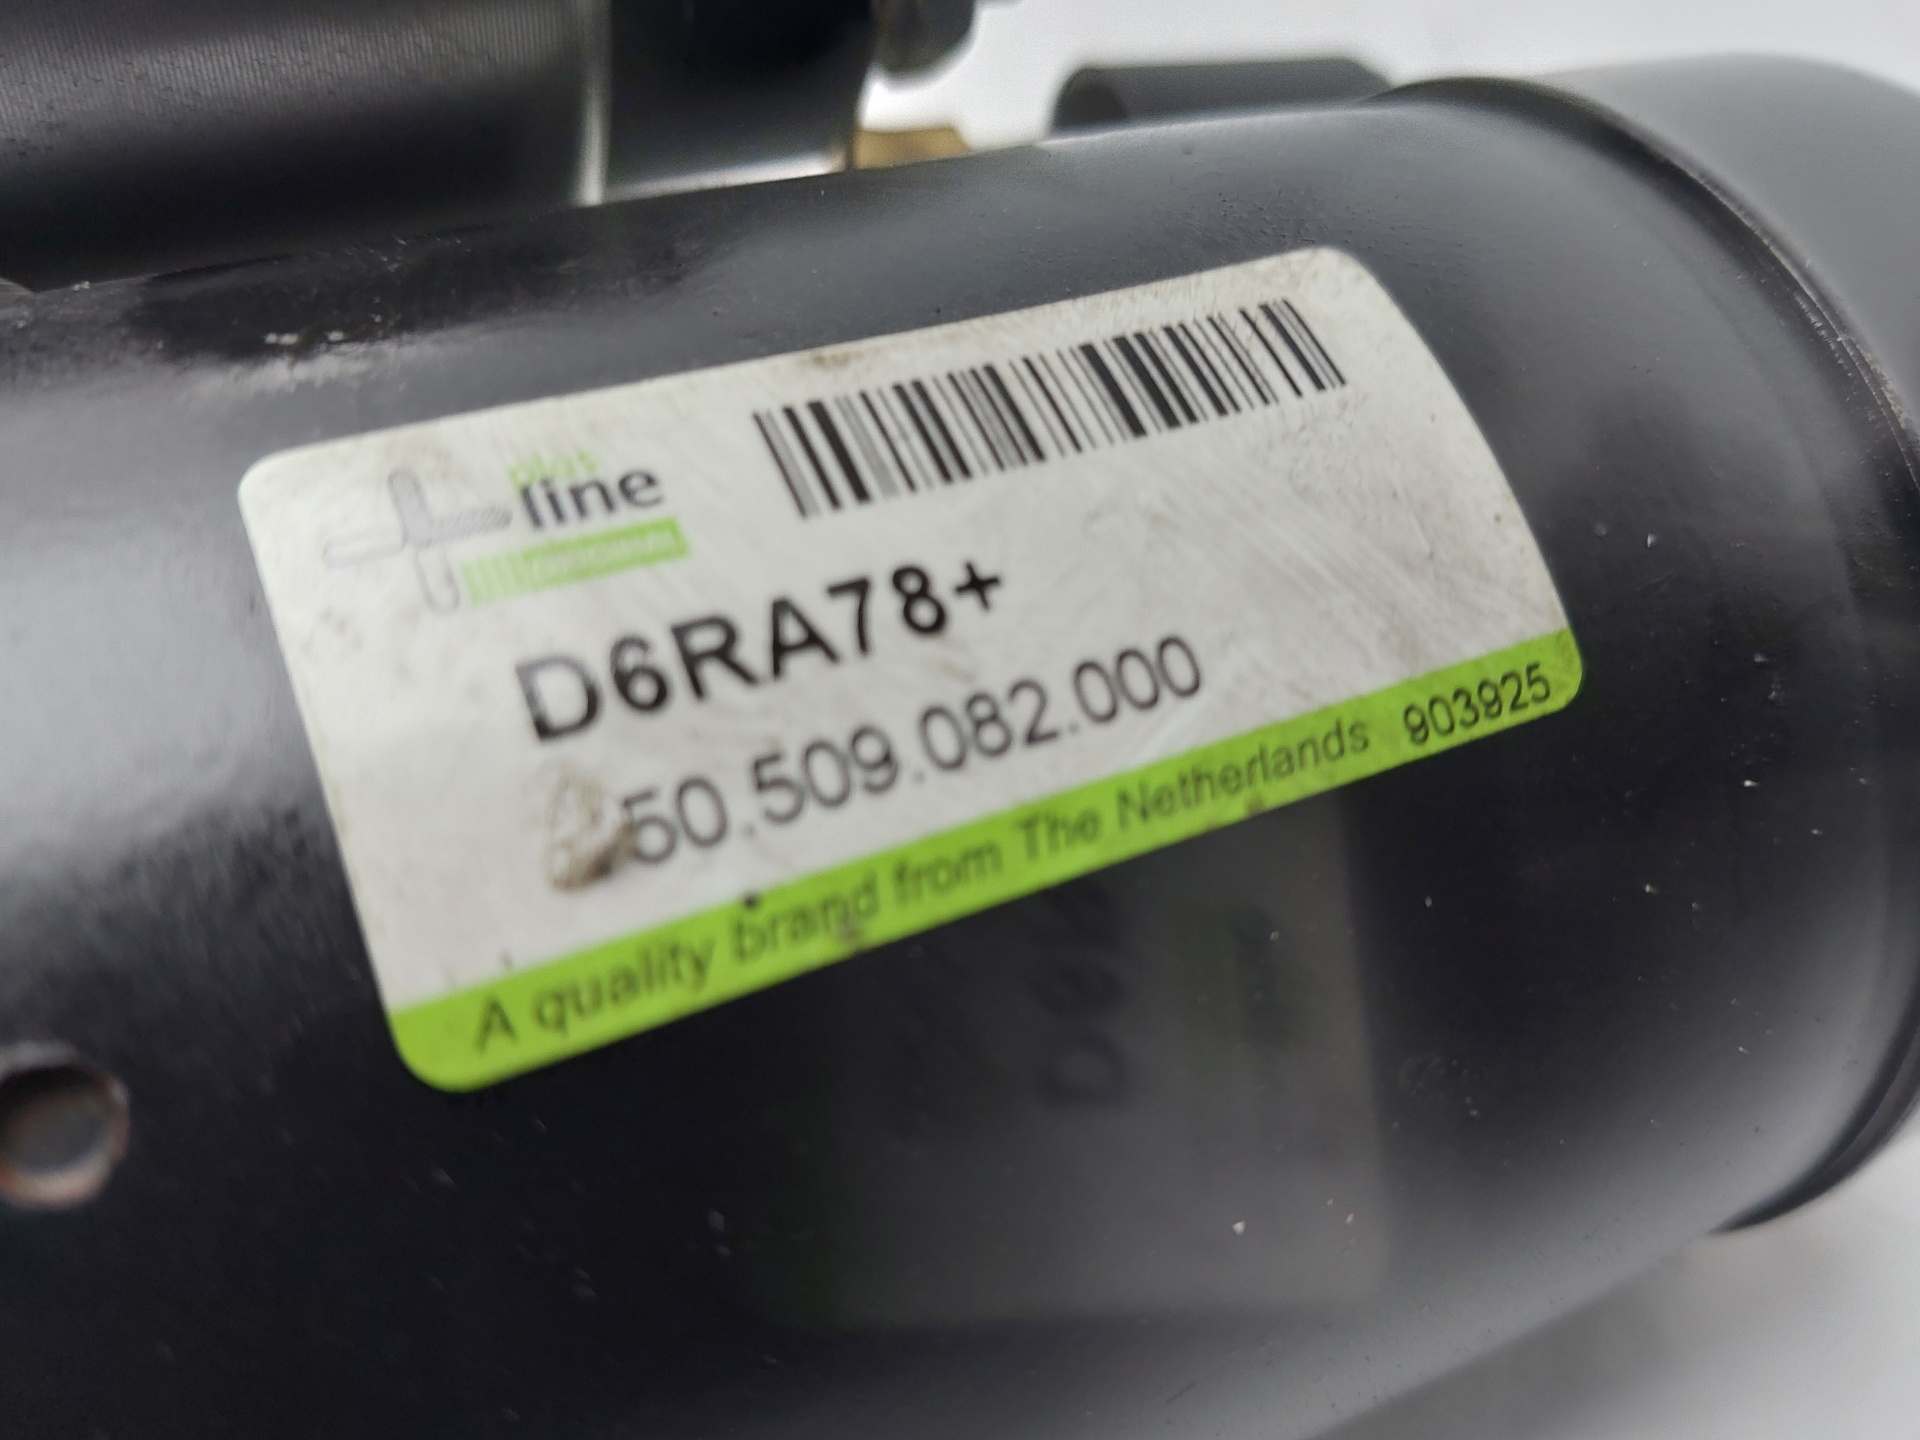 plus
line
D6RA78+
50.509.082.000
A quality brand from The Netherlands 903925